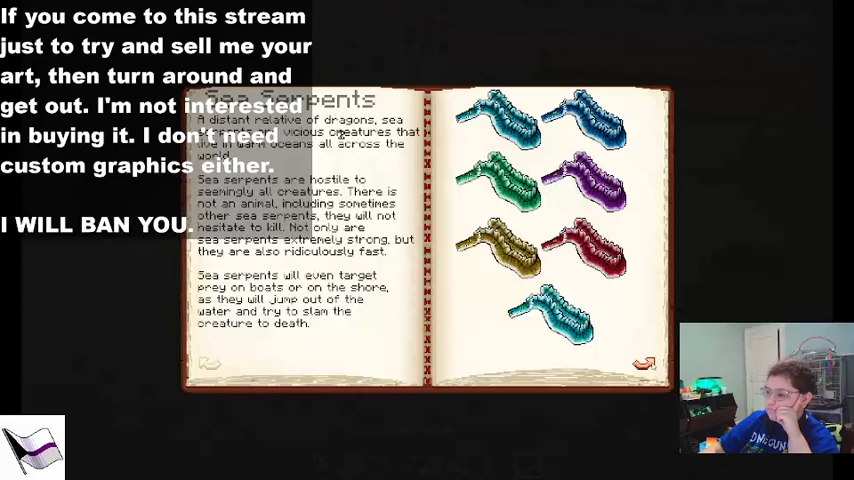 If you come to this stream
just to try and sell me your
art, then turn around and
get out. I'm not interested
in buying it. I don't need
custom graphics either.
I WILL BAN YOU.
Sea Serpents
A distant relative of dragons, sea
vicious creatures that
live in warm oceans all across the
world.
Sea serpents are hostile to
seemingly all creatures. There is
not an animal, including sometimes
other sea serpents, they will not
hesitate to kill. Not only are
sea serpents extremely strong, but
they are also ridiculously fast.
Sea serpents will even target
prey on boats or on the shore,
as they will jump out of the
water and try to slam the
creature to death.